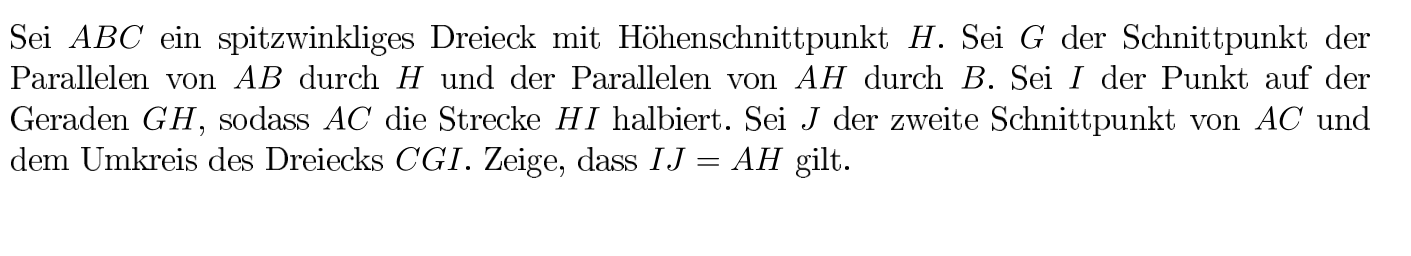 Sei ABC ein spitzwinkliges Dreieck mit Höhenschnittpunkt H. Sei G der Schnittpunkt der
Parallelen von AB durch H und der Parallelen von AH durch B. Sei I der Punkt auf der
Geraden GH, sodass AC die Strecke HI halbiert. Sei J der zweite Schnittpunkt von AC und
dem Umkreis des Dreiecks CGI. Zeige, dass IJ = AH gilt.